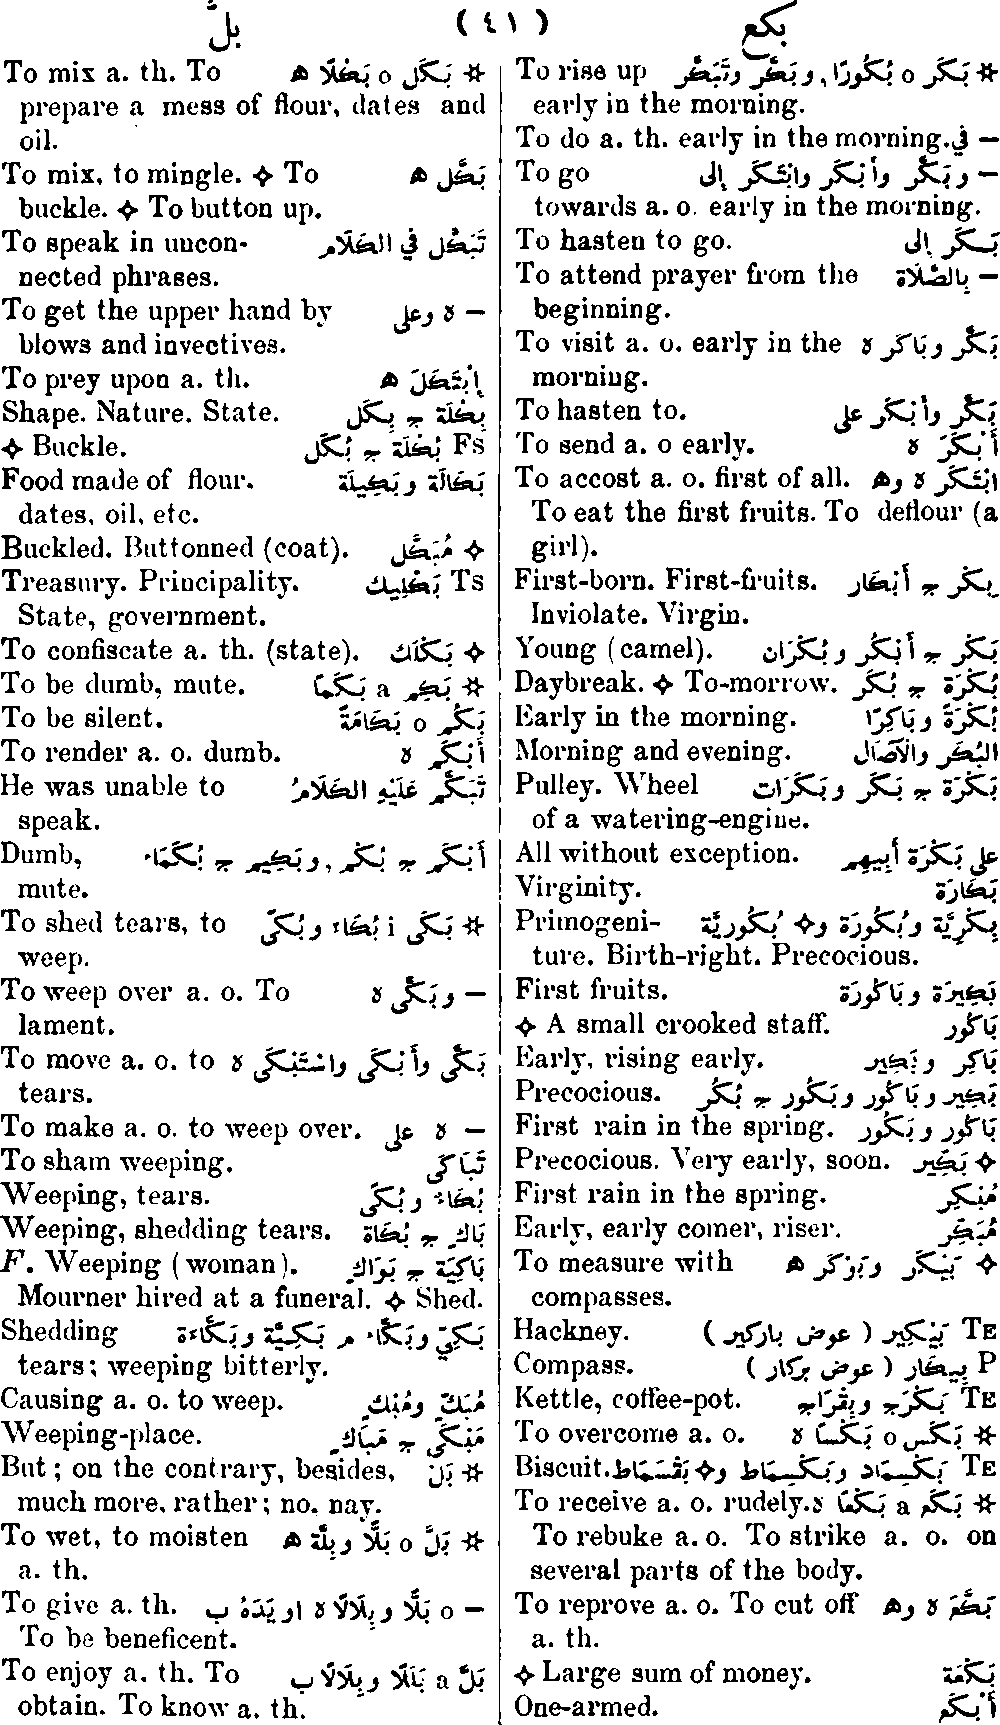 بلّ (٤١) بكع
To rise up ✲ بَكَر o بُكُورًا, وبَكَّر وتَبَكَّر
early in the morning.
To do a. th. early in the morning. – في
To go – وبَكَّر وأَبْكَر وابْتَكَر إلى
towards a. o. early in the morning.
To hasten to go. بَكَر إلى
To attend prayer from the – بِالصَّلَاة
beginning.
To visit a. o. early in the بَكَّر وبَاكَر ه
morning.
To hasten to. بَكَّر وأَبْكَر على
To send a. o early. أَبْكَرَ ه
To accost a. o. first of all. ابْتَكَر ه وه
To eat the first fruits. To deflour (a
girl).
First-born. First-fruits. بِكْر ج أَبْكَار
Inviolate. Virgin.
Young (camel). بَكْر ج أَبْكُر وبُكْرَان
Daybreak. ✧ To-morrow. بُكْرَة ج بُكَر
Early in the morning. بُكْرَةً وبَاكِرًا
Morning and evening. البُكَر والآصَال
Pulley. Wheel بَكْرَة ج بَكَر وبَكَرَات
of a watering-engine.
All without exception. على بَكْرَة أَبِيهِم
Virginity. بَكَارَة
Primogeni- بِكْرِيَّة وبُكُورَة و✧ بُكُورِيَّة
ture. Birth-right. Precocious.
First fruits. بَكِيرَة وبَاكُورَة
✧ A small crooked staff. بَاكُور
Early, rising early. بَاكِر وبَكِير
Precocious. بَكِير وبَاكُور وبَكُور ج بُكُر
First rain in the spring. بَاكُور وبَكُور
Precocious. Very early, soon. ✧ بَكِّير
First rain in the spring. مُبْكِر
Early, early comer, riser. مُبَكِّر
To measure with ✧ بَيْكَر وبَوْكَر ه
compasses.
Hackney. TE بَيْكِير (عوض باركير)
Compass. P بِيكَار (عوض بركار)
Kettle, coffee-pot. TE بَكْرَج وبِقْرَاج
To overcome a. o. ✲ بَكَس o بَكْسًا ه
Biscuit. TE بَكْسِمَاد وبَكْسِمَاط و✧ بَقْسَمَاط
To receive a. o. rudely. ✲ بَكَع a بَكْعًا ه
To rebuke a. o. To strike a. o. on
several parts of the body.
To reprove a. o. To cut off بَكَّع ه وه
a. th.
✧ Large sum of money. بَكْعَة
One-armed. أَبْكَع
To mix a. th. To ✲ بَكَل o بَكْلًا ه
prepare a mess of flour, dates and
oil.
To mix, to mingle. ✧ To بَكَّل ه
buckle. ✧ To button up.
To speak in uncon- تَبَكَّل في الكَلَام
nected phrases.
To get the upper hand by – ه وعلى
blows and invectives.
To prey upon a. th. إِبْتَكَلَ ه
Shape. Nature. State. بِكْلَة ج بِكَل
✧ Buckle. Fs بُكْلَة ج بُكَل
Food made of flour. بَكَالَة وبَكِيلَة
dates, oil, etc.
Buckled. Buttonned (coat). ✧ مُبَكَّل
Treasury. Principality. Ts بَكْلِيك
State, government.
To confiscate a. th. (state). ✧ بَكْلَك
To be dumb, mute. ✲ بَكِم a بَكَمًا
To be silent. بَكُم o بَكَامَةً
To render a. o. dumb. أَبْكَم ه
He was unable to تَبَكَّم عَلَيْهِ الكَلَامُ
speak.
Dumb, أَبْكَم ج بُكْم, وبَكِيم ج بُكَمَاء
mute.
To shed tears, to ✲ بَكَى i بُكَاء وبُكًى
weep.
To weep over a. o. To – وبَكَّى ه
lament.
To move a. o. to بَكَّى وأَبْكَى واسْتَبْكَى ه
tears.
To make a. o. to weep over. – ه على
To sham weeping. تَبَاكَى
Weeping, tears. بُكَاء وبُكًى
Weeping, shedding tears. بَاكٍ ج بُكَاة
F. Weeping (woman). بَاكِيَة ج بَوَاكٍ
Mourner hired at a funeral. ✧ Shed.
Shedding بَكِيّ وبَكَّاء م بَكِيَّة وبَكَّاءَة
tears; weeping bitterly.
Causing a. o. to weep. مُبَكٍّ ومُبْكٍ
Weeping-place. مَبْكًى ج مَبَاكٍ
But; on the contrary, besides, ✲ بَلْ
much more, rather; no, nay.
To wet, to moisten ✲ بَلَّ o بَلًّا وبِلَّة ه
a. th.
To give a. th. – o بَلًّا وبِلَالًا ه او يَدَهُ ب
To be beneficent.
To enjoy a. th. To بَلَّ a بَلَلًا وبِلَالًا ب
obtain. To know a. th.